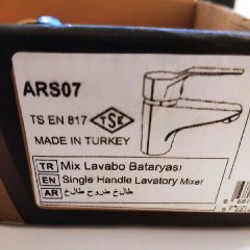 ARS07
TS EN 817 TSE
MADE IN TURKEY
TR Mix Lavabo Bataryası
EN Single Handle Lavatory Mixer
AR